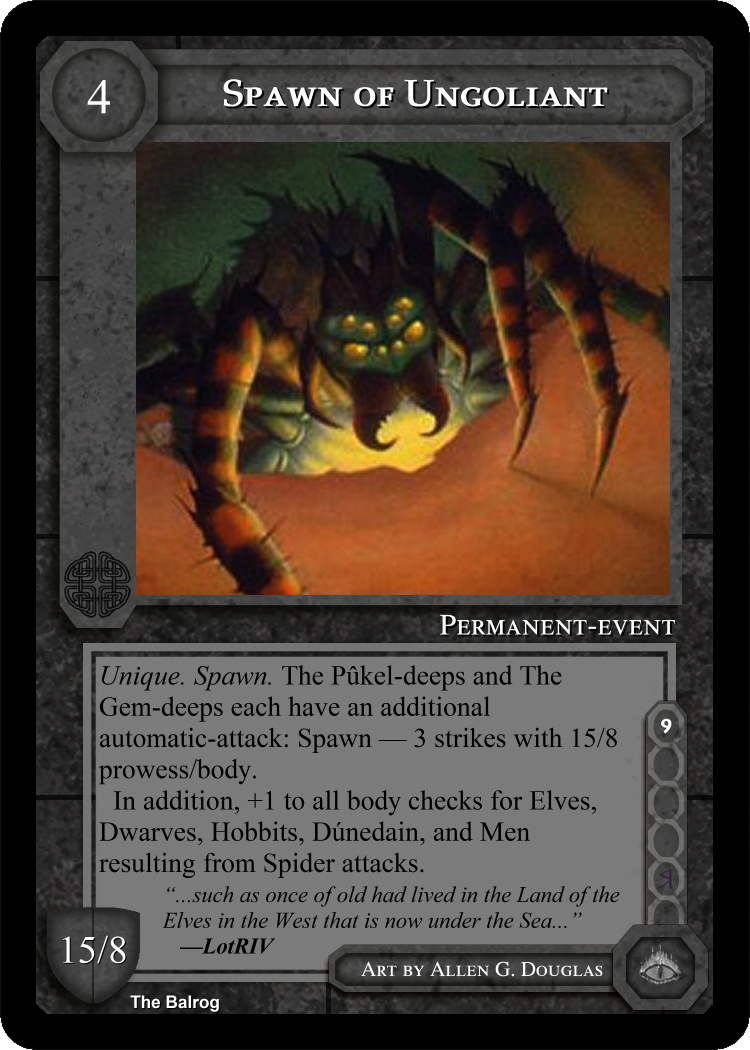 4
SPAWN OF UNGOLIANT
PERMANENT-EVENT
Unique. Spawn. The Pûkel-deeps and The
Gem-deeps each have an additional
automatic-attack: Spawn — 3 strikes with 15/8
prowess/body.
In addition, +1 to all body checks for Elves,
Dwarves, Hobbits, Dúnedain, and Men
resulting from Spider attacks.
9
“...such as once of old had lived in the Land of the
Elves in the West that is now under the Sea...”
—LotRIV
15/8
ART BY ALLEN G. DOUGLAS
The Balrog